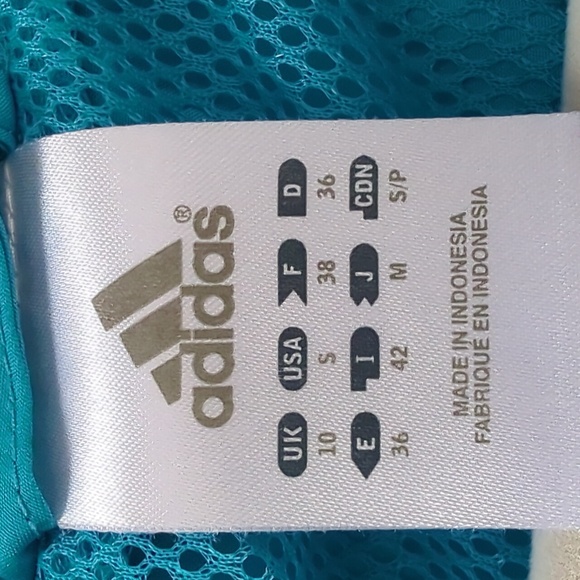 adidas®
UK USA F D
10 S 38 36
E I J CDN
36 42 M S/P
MADE IN INDONESIA
FABRIQUE EN INDONESIA